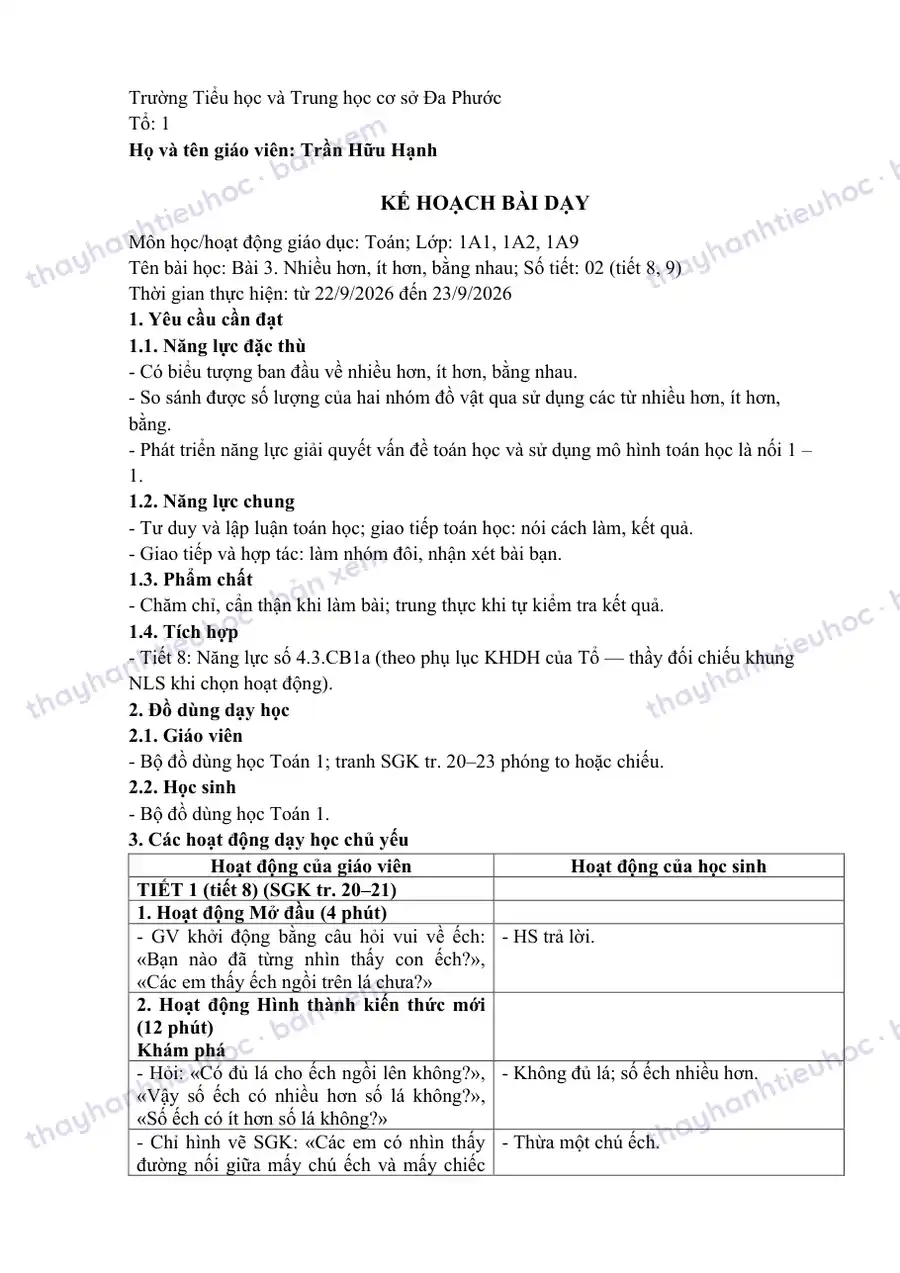 Trường Tiểu học và Trung học cơ sở Đa Phước
Tổ: 1
Họ và tên giáo viên: Trần Hữu Hạnh
KẾ HOẠCH BÀI DẠY
Môn học/hoạt động giáo dục: Toán; Lớp: 1A1, 1A2, 1A9
Tên bài học: Bài 3. Nhiều hơn, ít hơn, bằng nhau; Số tiết: 02 (tiết 8, 9)
Thời gian thực hiện: từ 22/9/2026 đến 23/9/2026
1. Yêu cầu cần đạt
1.1. Năng lực đặc thù
- Có biểu tượng ban đầu về nhiều hơn, ít hơn, bằng nhau.
- So sánh được số lượng của hai nhóm đồ vật qua sử dụng các từ nhiều hơn, ít hơn,
bằng.
- Phát triển năng lực giải quyết vấn đề toán học và sử dụng mô hình toán học là nối 1 –
1.
1.2. Năng lực chung
- Tư duy và lập luận toán học; giao tiếp toán học: nói cách làm, kết quả.
- Giao tiếp và hợp tác: làm nhóm đôi, nhận xét bài bạn.
1.3. Phẩm chất
- Chăm chỉ, cẩn thận khi làm bài; trung thực khi tự kiểm tra kết quả.
1.4. Tích hợp
- Tiết 8: Năng lực số 4.3.CB1a (theo phụ lục KHDH của Tổ — thầy đối chiếu khung
NLS khi chọn hoạt động).
2. Đồ dùng dạy học
2.1. Giáo viên
- Bộ đồ dùng học Toán 1; tranh SGK tr. 20–23 phóng to hoặc chiếu.
2.2. Học sinh
- Bộ đồ dùng học Toán 1.
3. Các hoạt động dạy học chủ yếu
Hoạt động của giáo viên
Hoạt động của học sinh
TIẾT 1 (tiết 8) (SGK tr. 20–21)
1. Hoạt động Mở đầu (4 phút)
- GV khởi động bằng câu hỏi vui về ếch:
«Bạn nào đã từng nhìn thấy con ếch?»,
«Các em thấy ếch ngồi trên lá chưa?»
- HS trả lời.
2. Hoạt động Hình thành kiến thức mới
(12 phút)
Khám phá
- Hỏi: «Có đủ lá cho ếch ngồi lên không?»,
«Vậy số ếch có nhiều hơn số lá không?»,
«Số ếch có ít hơn số lá không?»
- Không đủ lá; số ếch nhiều hơn.
- Chỉ hình vẽ SGK: «Các em có nhìn thấy
đường nối giữa mấy chú ếch và mấy chiếc
- Thừa một chú ếch.
thayhanhtieuhoc · bản xem
thayhanhtieuhoc · b
thayhanhtieuhoc · bản xem
thayhanhtieuhoc · b
thayhanhtieuhoc · bản xem
thayhanhtieuhoc · b